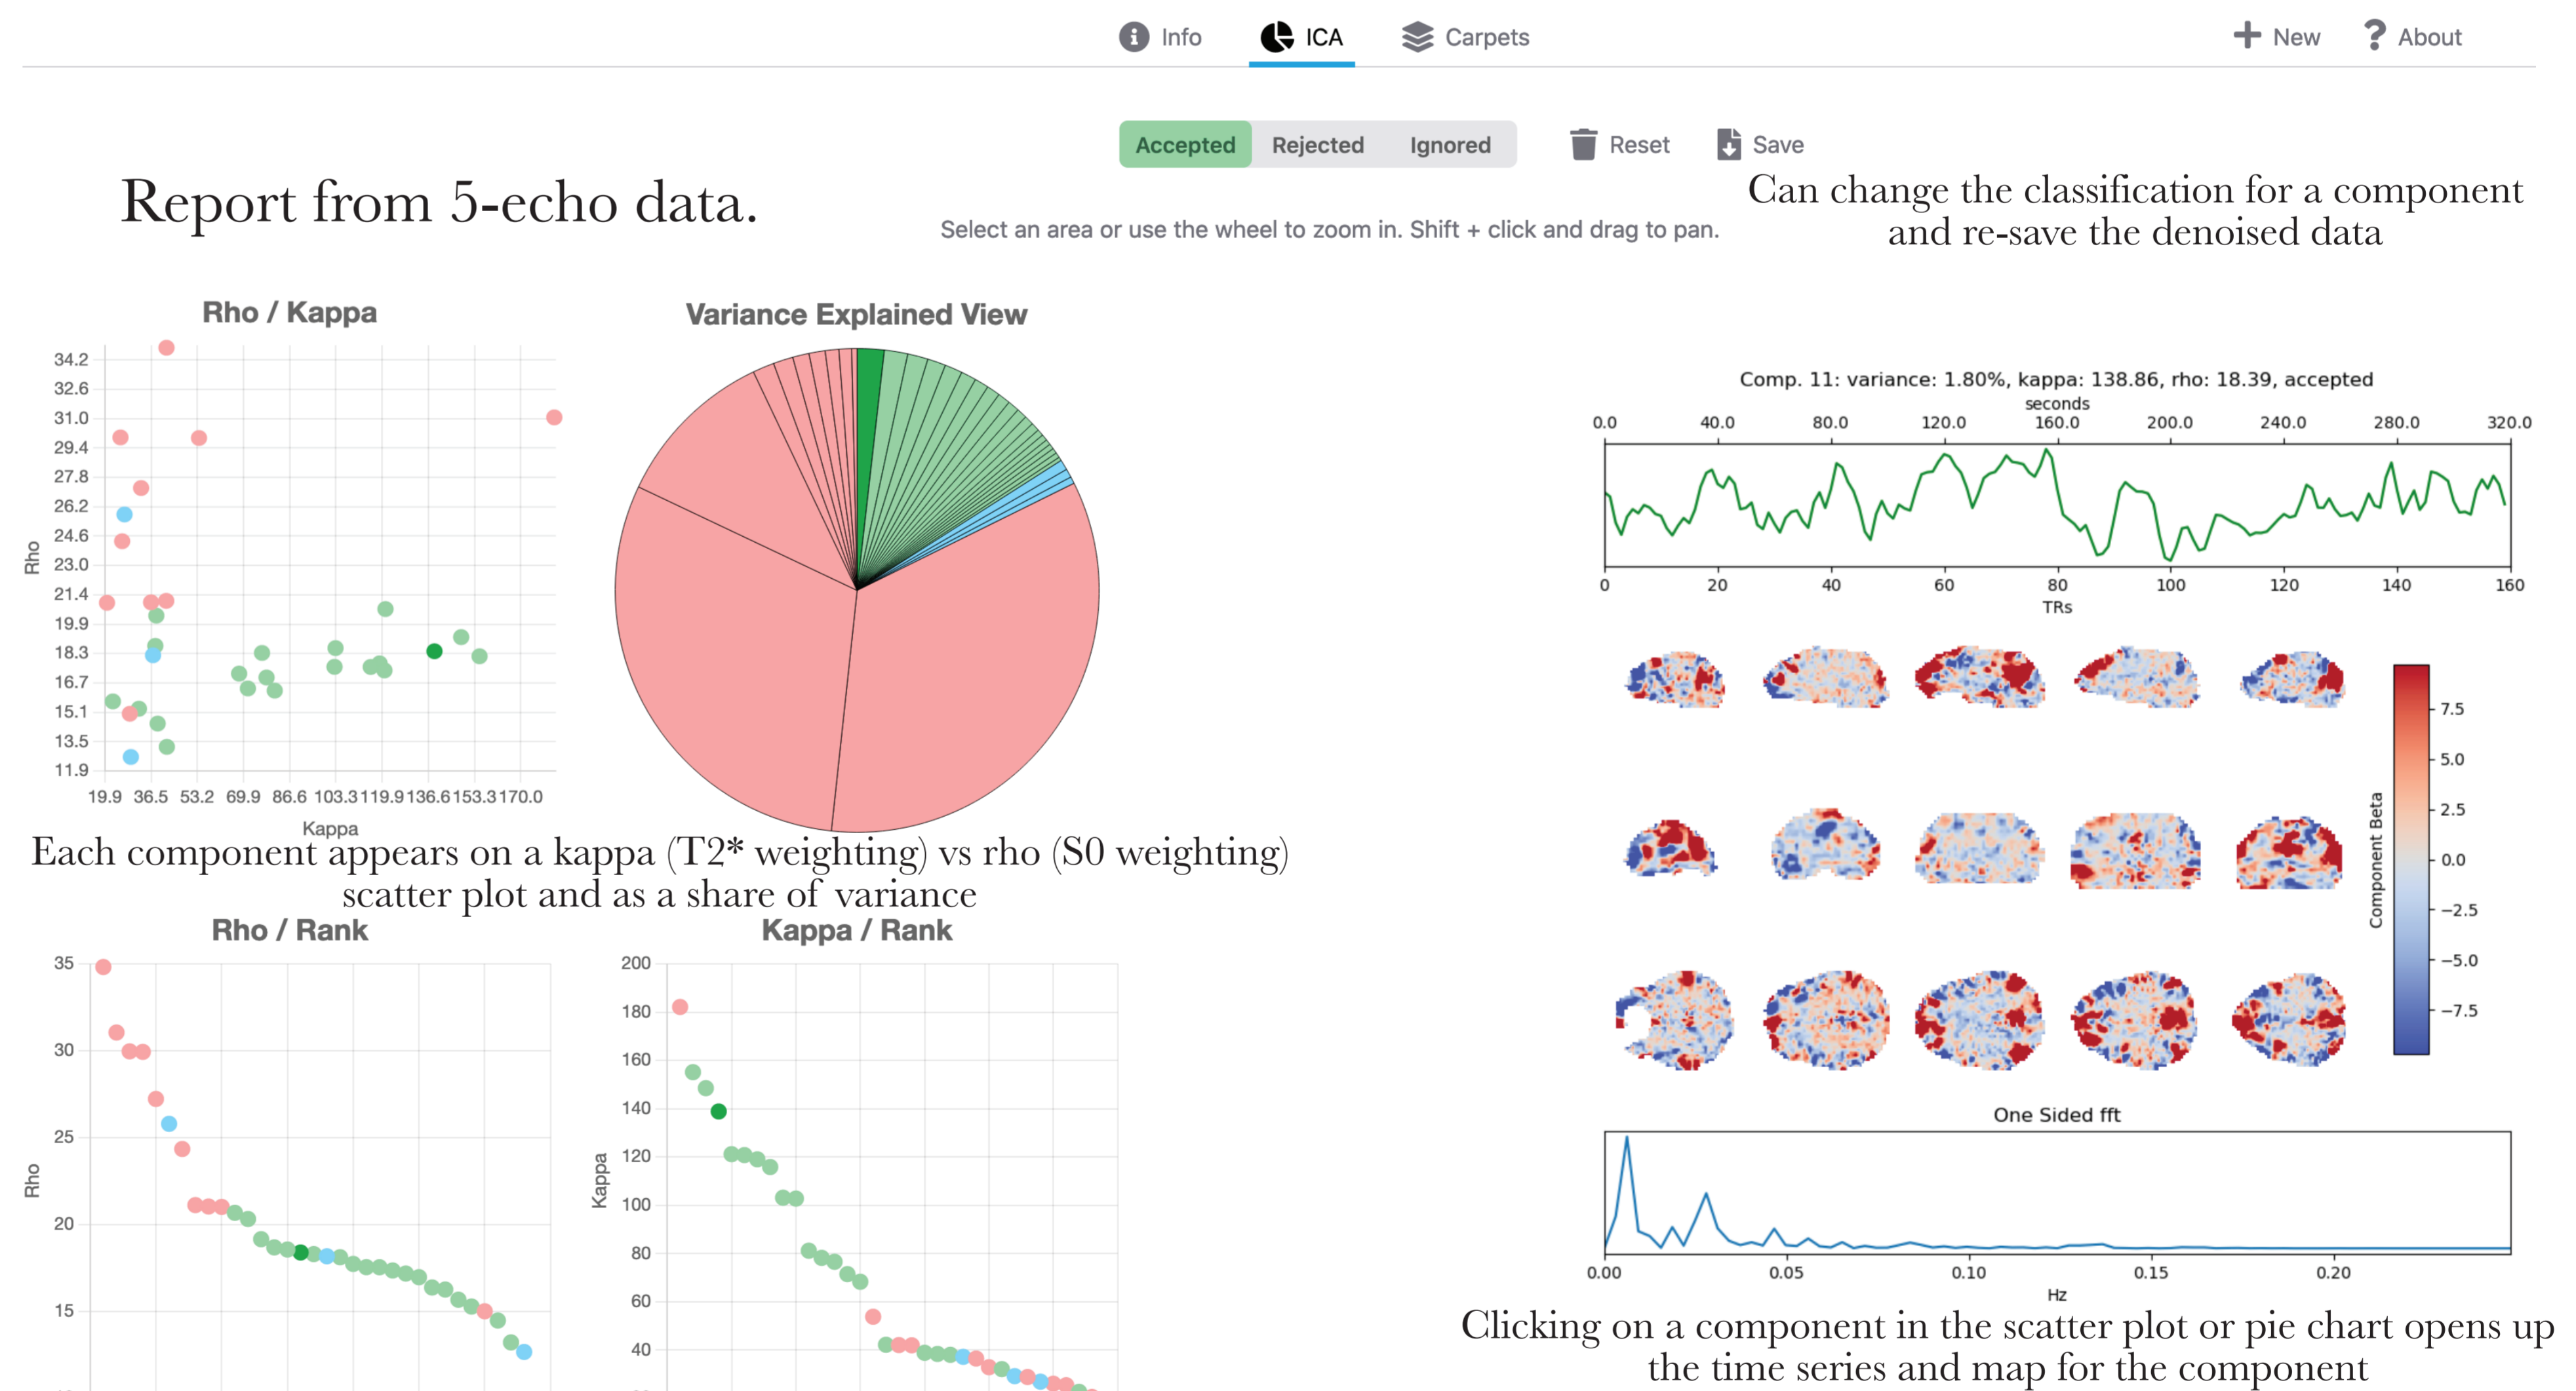 Info
ICA
Carpets
New
About
Accepted
Rejected
Ignored
Reset
Save
Report from 5-echo data.
Can change the classification for a component
and re-save the denoised data
Select an area or use the wheel to zoom in. Shift + click and drag to pan.
Rho / Kappa
34.2
32.6
31.0
29.4
27.8
26.2
24.6
23.0
21.4
19.9
18.3
16.7
15.1
13.5
11.9
Rho
19.9 36.5 53.2 69.9 86.6 103.3 119.9 136.6 153.3 170.0
Kappa
Variance Explained View
Each component appears on a kappa (T2* weighting) vs rho (S0 weighting)
scatter plot and as a share of variance
Rho / Rank
35
30
25
20
15
Rho
Kappa / Rank
200
180
160
140
120
100
80
60
40
Kappa
Comp. 11: variance: 1.80%, kappa: 138.86, rho: 18.39, accepted
seconds
0.0 40.0 80.0 120.0 160.0 200.0 240.0 280.0 320.0
0 20 40 60 80 100 120 140 160
TRs
7.5
5.0
2.5
0.0
−2.5
−5.0
−7.5
Component Beta
One Sided fft
0.00 0.05 0.10 0.15 0.20
Hz
Clicking on a component in the scatter plot or pie chart opens up
the time series and map for the component